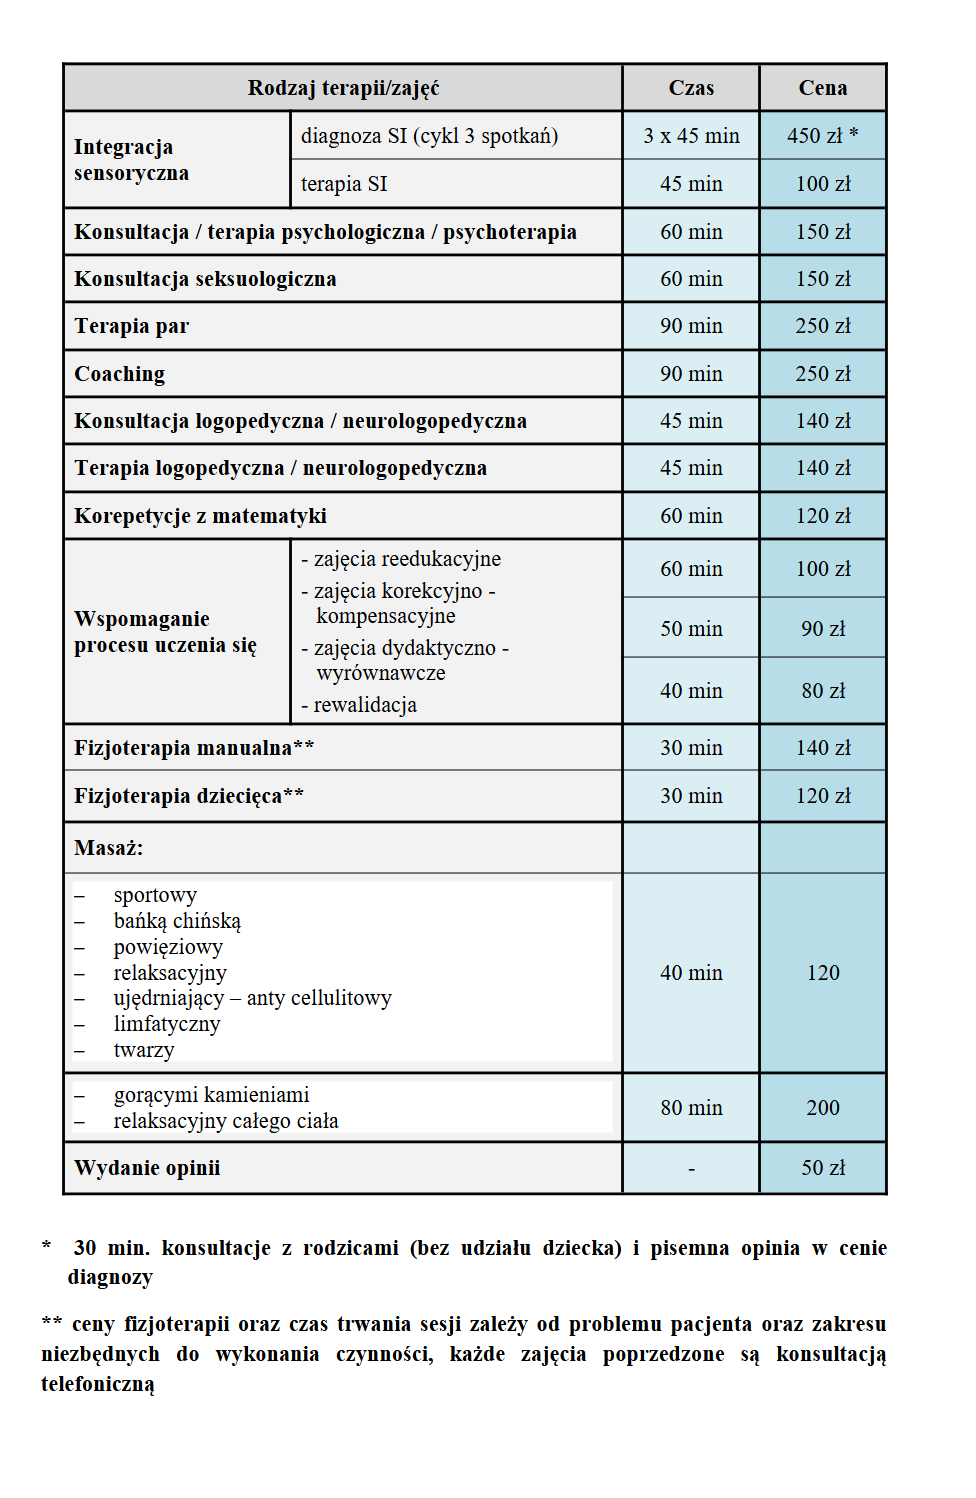 Rodzaj terapii/zajęć Czas Cena
Integracja sensoryczna
diagnoza SI (cykl 3 spotkań) 3 x 45 min 450 zł *
terapia SI 45 min 100 zł
Konsultacja / terapia psychologiczna / psychoterapia 60 min 150 zł
Konsultacja seksuologiczna 60 min 150 zł
Terapia par 90 min 250 zł
Coaching 90 min 250 zł
Konsultacja logopedyczna / neurologopedyczna 45 min 140 zł
Terapia logopedyczna / neurologopedyczna 45 min 140 zł
Korepetycje z matematyki 60 min 120 zł
Wspomaganie
procesu uczenia się
- zajęcia reedukacyjne
- zajęcia korekcyjno -
kompensacyjne
- zajęcia dydaktyczno -
wyrównawcze
- rewalidacja
60 min 100 zł
50 min 90 zł
40 min 80 zł
Fizjoterapia manualna** 30 min 140 zł
Fizjoterapia dziecięca** 30 min 120 zł
Masaż:
– sportowy
– bańką chińską
– powięziowy
– relaksacyjny
– ujędrniający – anty cellulitowy
– limfatyczny
– twarzy
40 min 120
– gorącymi kamieniami
– relaksacyjny całego ciała
80 min 200
Wydanie opinii - 50 zł
* 30 min. konsultacje z rodzicami (bez udziału dziecka) i pisemna opinia w cenie
diagnozy
** ceny fizjoterapii oraz czas trwania sesji zależy od problemu pacjenta oraz zakresu
niezbędnych do wykonania czynności, każde zajęcia poprzedzone są konsultacją
telefoniczną